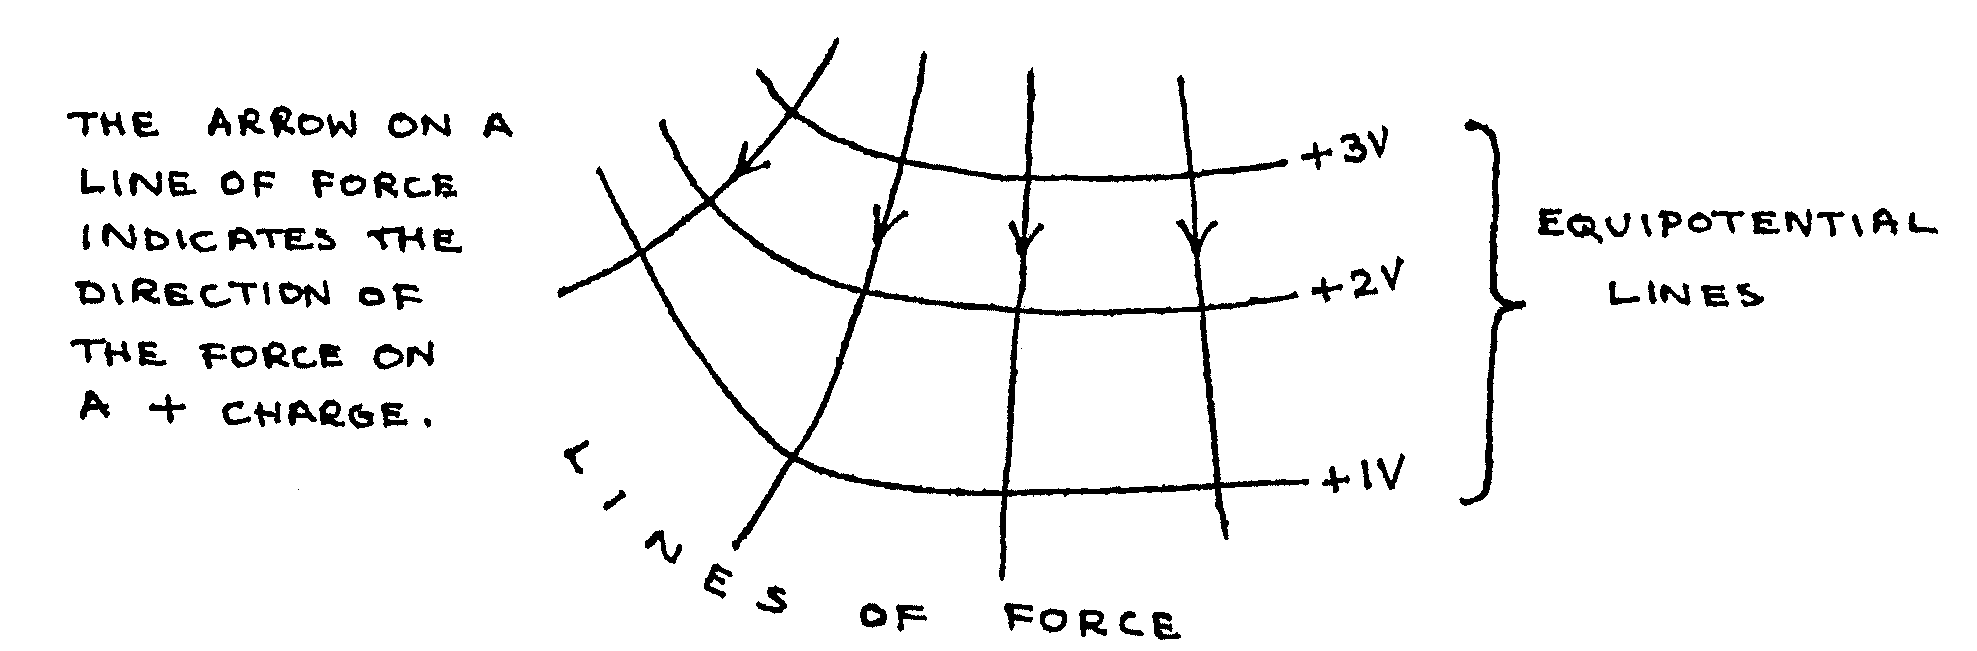 THE ARROW ON A
LINE OF FORCE
INDICATES THE
DIRECTION OF
THE FORCE ON
A + CHARGE.
+3V
+2V
+1V
EQUIPOTENTIAL
LINES
LINES OF FORCE